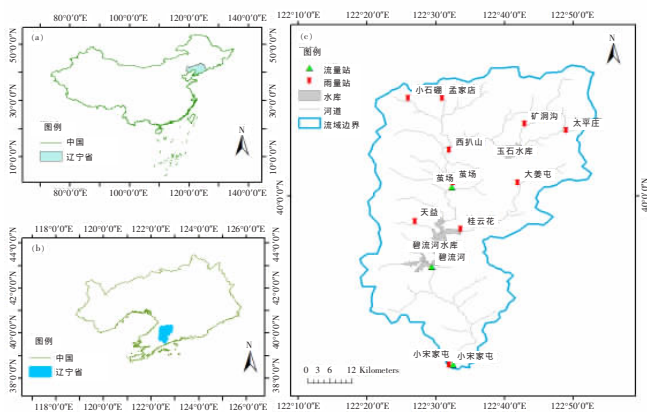 (a)
80°0'0"E 100°0'0"E 120°0'0"E 140°0'0"E
50°0'0"N
30°0'0"N
10°0'0"N
图例
中国
辽宁省
N
80°0'0"E 100°0'0"E 120°0'0"E 140°0'0"E
118°0'0"E 120°0'0"E 122°0'0"E 124°0'0"E 126°0'0"E
(b)
44°0'0"N
42°0'0"N
40°0'0"N
38°0'0"N
图例
中国
辽宁省
N
118°0'0"E 120°0'0"E 122°0'0"E 124°0'0"E 126°0'0"E
122°10'0"E 122°20'0"E 122°30'0"E 122°40'0"E 122°50'0"E
(c)
图例
流量站
雨量站
水库
河道
流域边界
N
小石硼 孟家店
矿洞沟
太平庄
西扒山
玉石水库
茧场 茧场
大姜屯
天益
桂云花
碧流河水库
碧流河
小宋家屯 小宋家屯
40°0'0"N
40°0'0"N
0 3 6 12 Kilometers
122°10'0"E 122°20'0"E 122°30'0"E 122°40'0"E 122°50'0"E